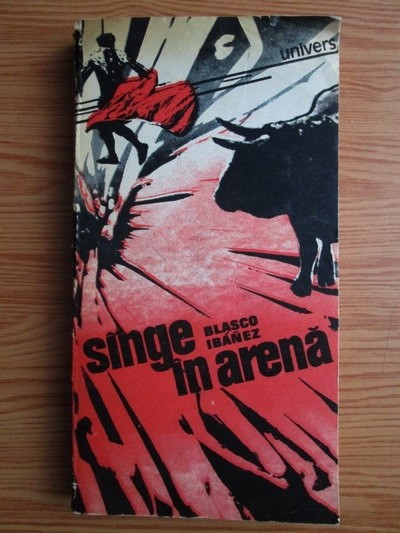 univers
sînge
BLASCO
IBÁÑEZ
în arenă